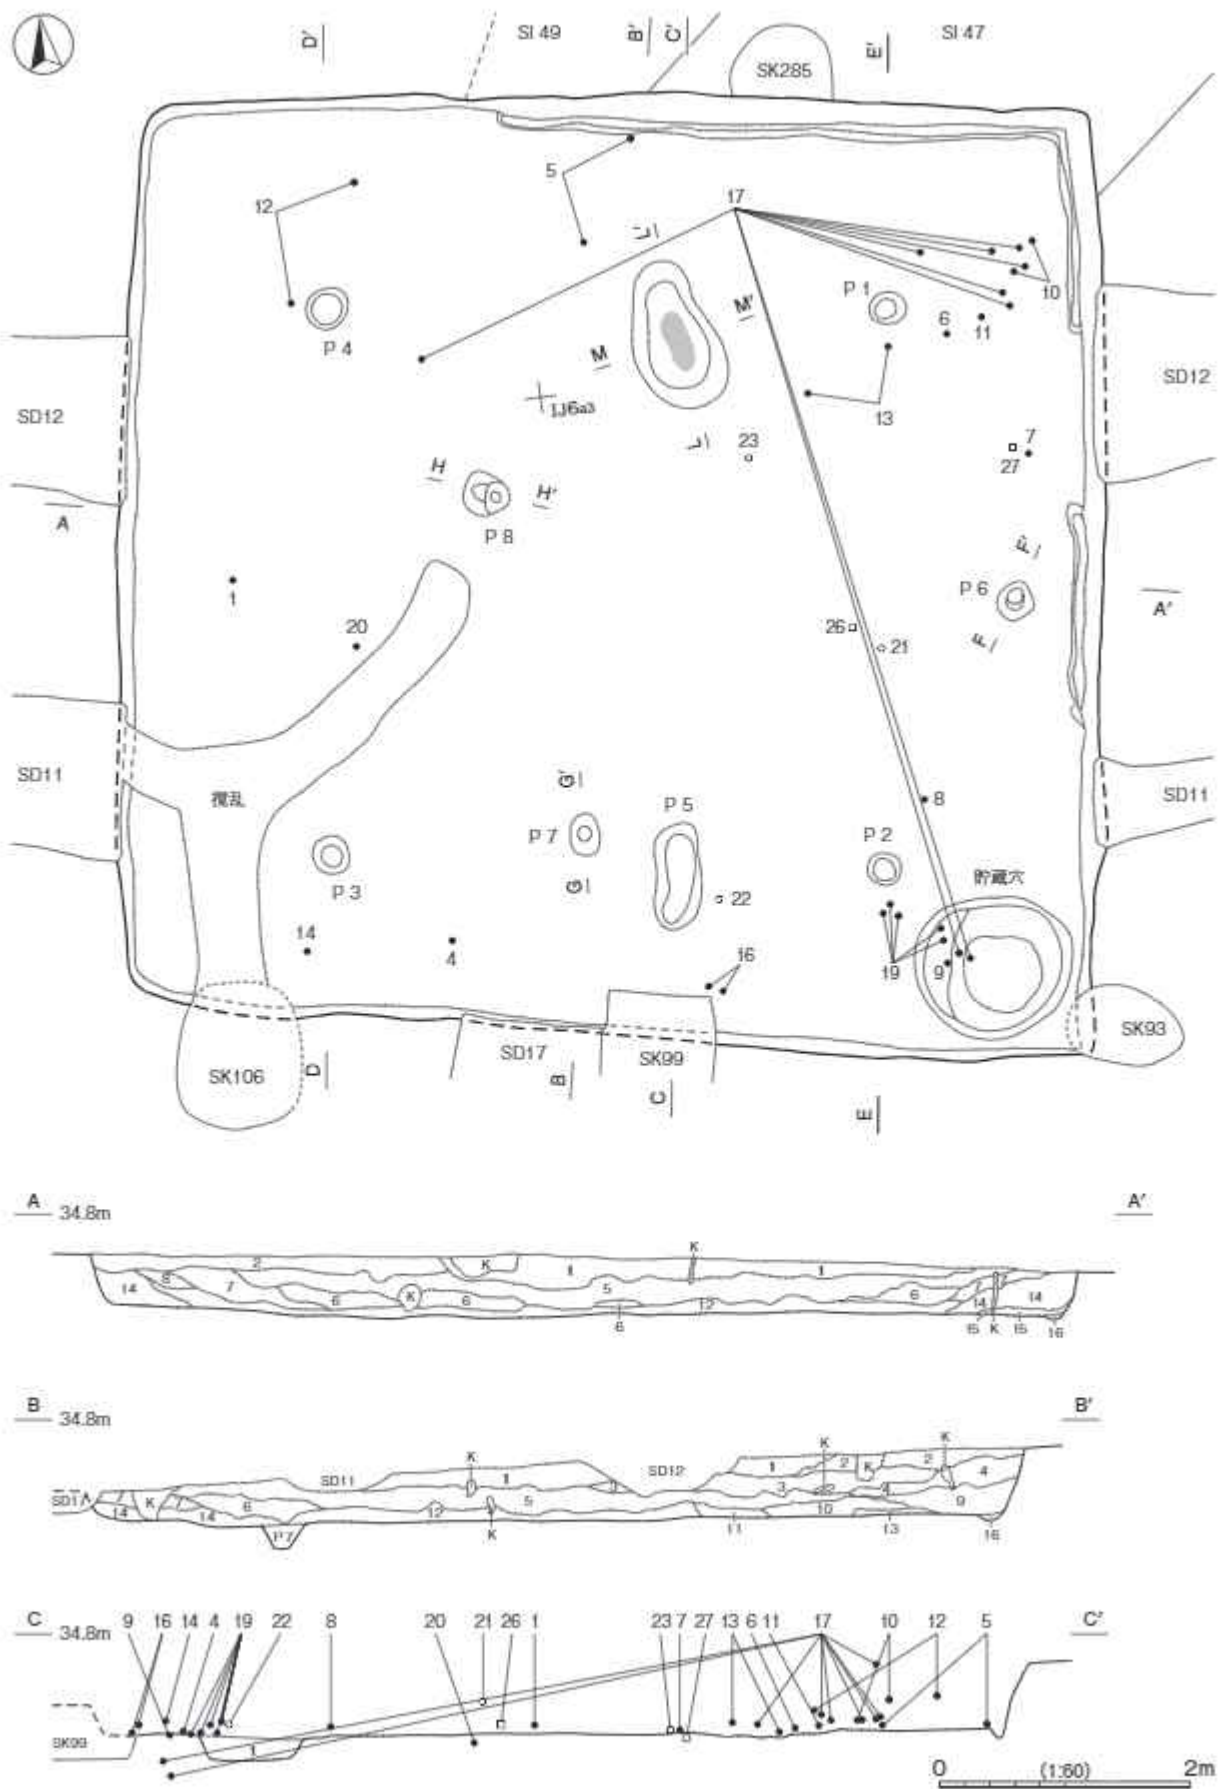 D' SI 49 B' C' E' SI 47
SK285
5
12 17
L'
10
P 1 M'
6 11
P 4 M
SD12
SD12 IJ6a3 13
L 23 7
27
H H'
A P 8
F'
1 P 6 A'
20 26 21
F
SD11 G' 8 SD11
攪乱 P 5
P 7 P 2
P 3 貯蔵穴
G 22
14 4 16 19 9
SK93
SD17 SK99
SK106 D B C E
A 34.8m A'
K
2 K 1 1
8 7 5 6
14 6 K 6 12 14 14
6 15 K 15 16
B 34.8m B'
K K K
SD11 1 SD12 1 2 K 2 4
SD17 K 7 6 5 3 2 2 9
14 14 12 10
P7 K 11 13 16
C 9 16 14 4 19 22 8 20 21 26 1 23 7 27 13 6 11 17 10 12 5 C'
34.8m
SK99 1
0 (1:60) 2m